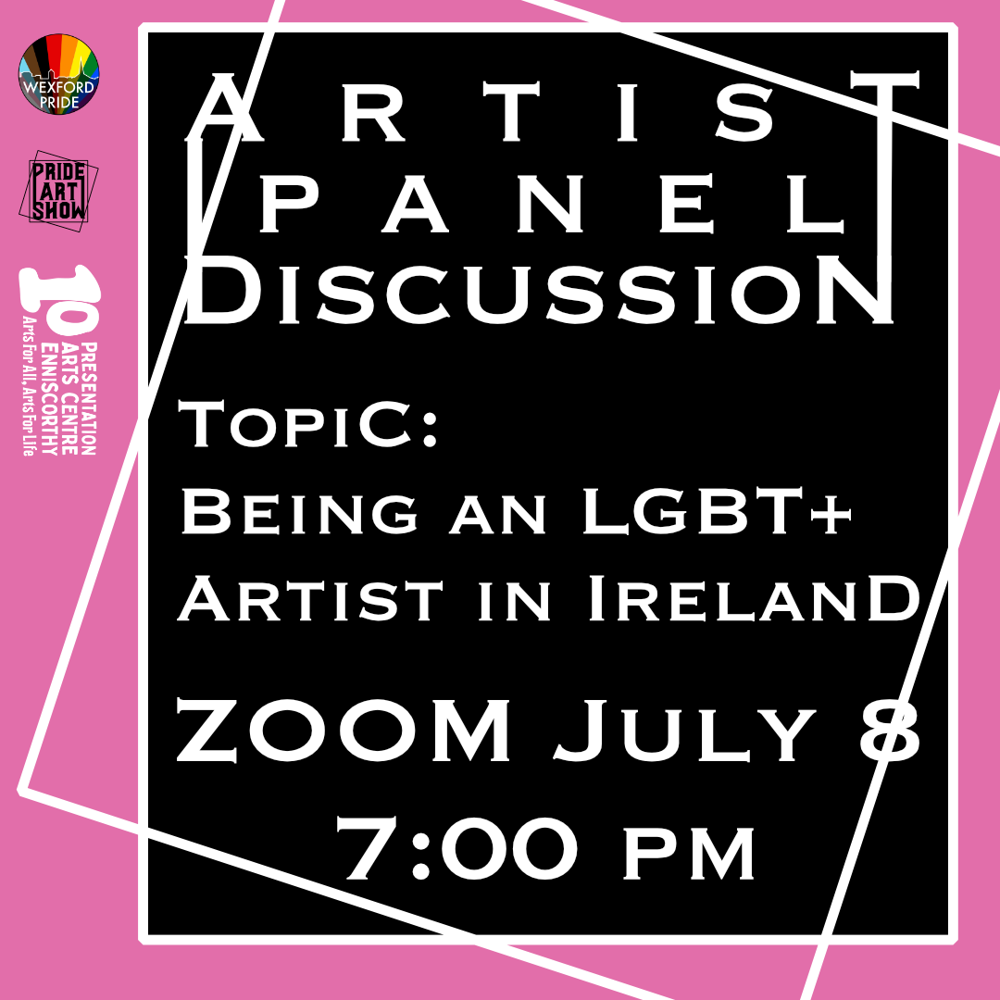 WEXFORD
PRIDE
PRIDE
ART
SHOW
10
PRESENTATION
ARTS CENTRE
ENNISCORTHY
Arts For All, Arts For Life
ARTIST
PANEL
DISCUSSION
TOPIC:
BEING AN LGBT+
ARTIST IN IRELAND
ZOOM JULY 8
7:00 PM